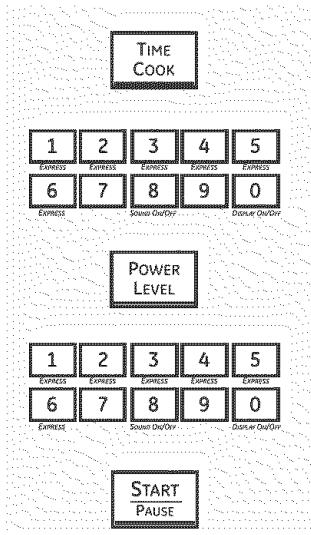 TIME
COOK
1 2 3 4 5
EXPRESS EXPRESS EXPRESS EXPRESS EXPRESS
6 7 8 9 0
EXPRESS SOUND ON/OFF DISPLAY ON/OFF
POWER
LEVEL
1 2 3 4 5
EXPRESS EXPRESS EXPRESS EXPRESS EXPRESS
6 7 8 9 0
EXPRESS SOUND ON/OFF DISPLAY ON/OFF
START
PAUSE